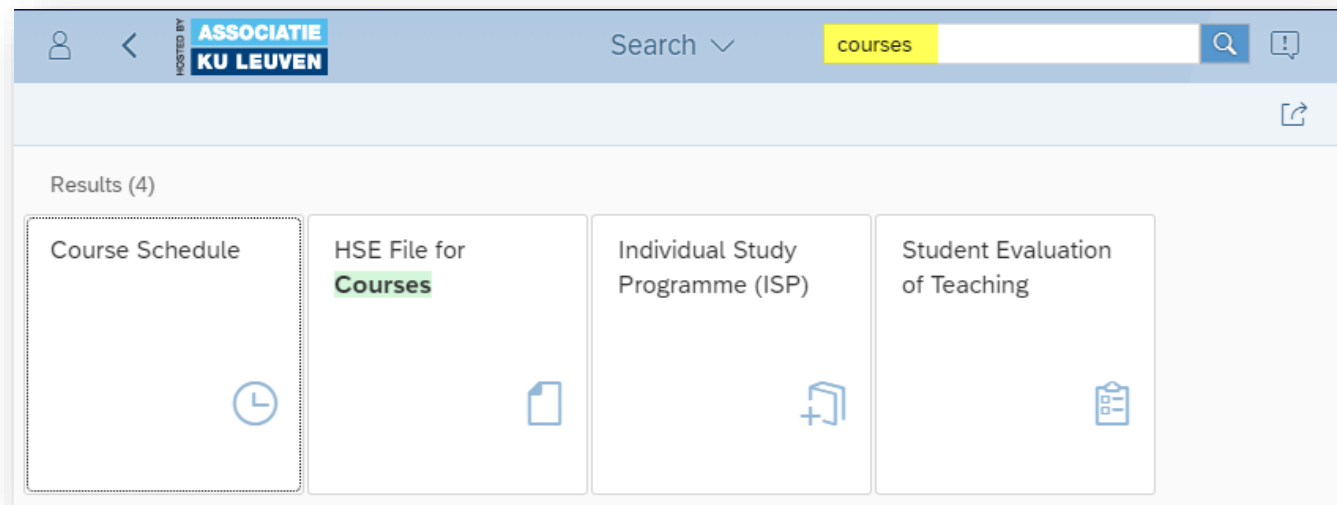 HOSTED BY
ASSOCIATIE
KU LEUVEN
Search
courses
Results (4)
Course Schedule
HSE File for
Courses
Individual Study
Programme (ISP)
Student Evaluation
of Teaching